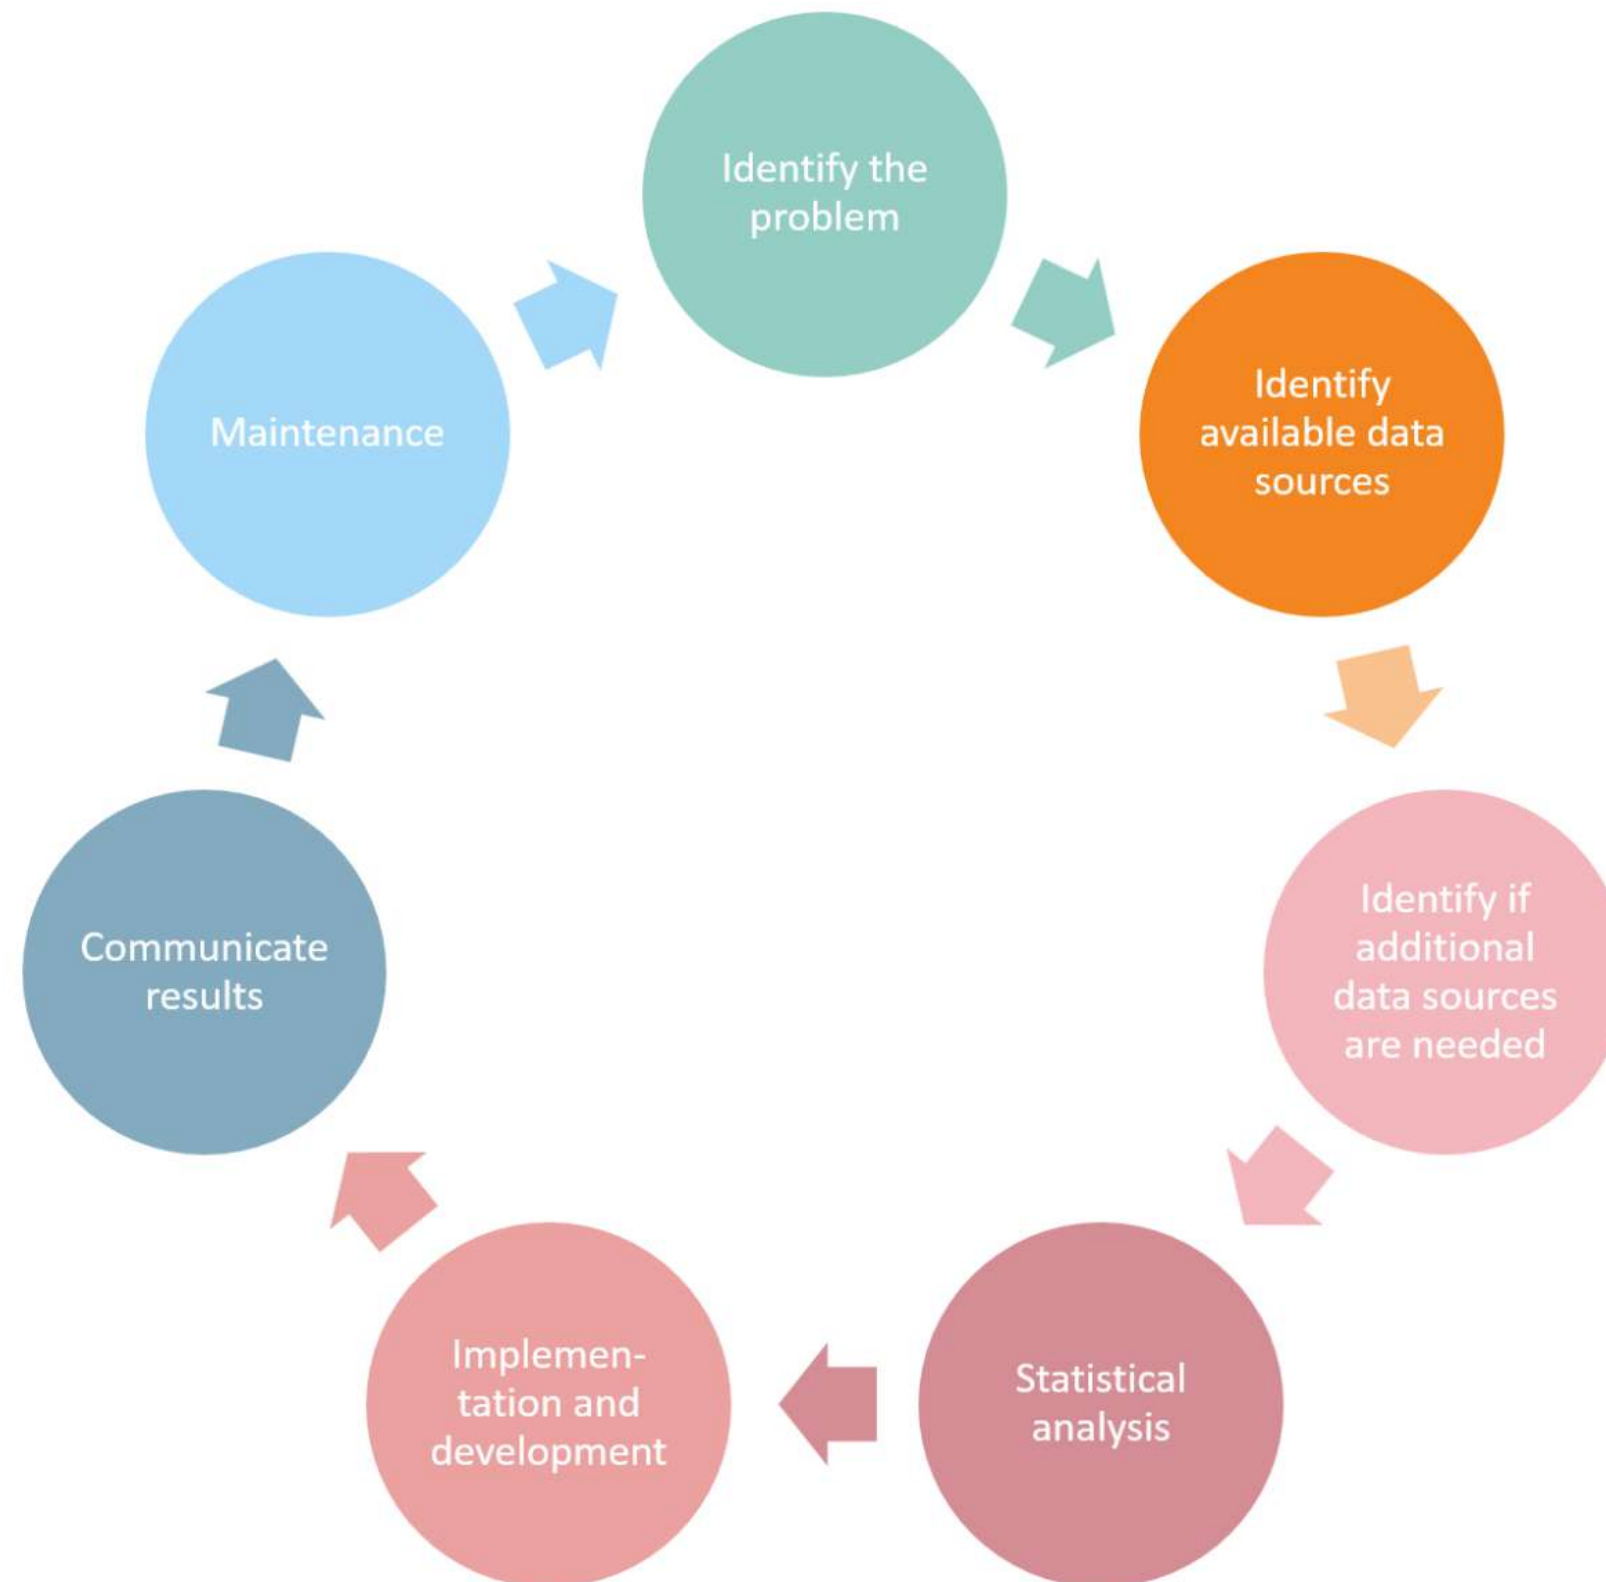 Identify the
problem
Identify
available data
sources
Identify if
additional
data sources
are needed
Statistical
analysis
Implemen-
tation and
development
Communicate
results
Maintenance